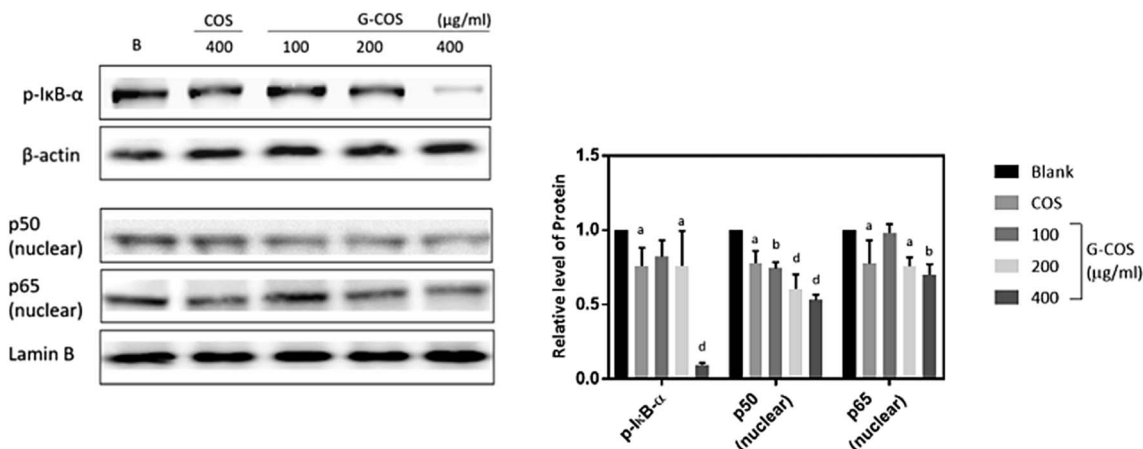 COS G-COS (µg/ml)
B 400 100 200 400
p-IκB-α
β-actin
p50
(nuclear)
p65
(nuclear)
Lamin B
Relative level of Protein
1.5
1.0
0.5
0.0
a a d
a b d d
a a b
p-IκB-α
p50
(nuclear)
p65
(nuclear)
Blank
COS
100
200
400
G-COS
(µg/ml)